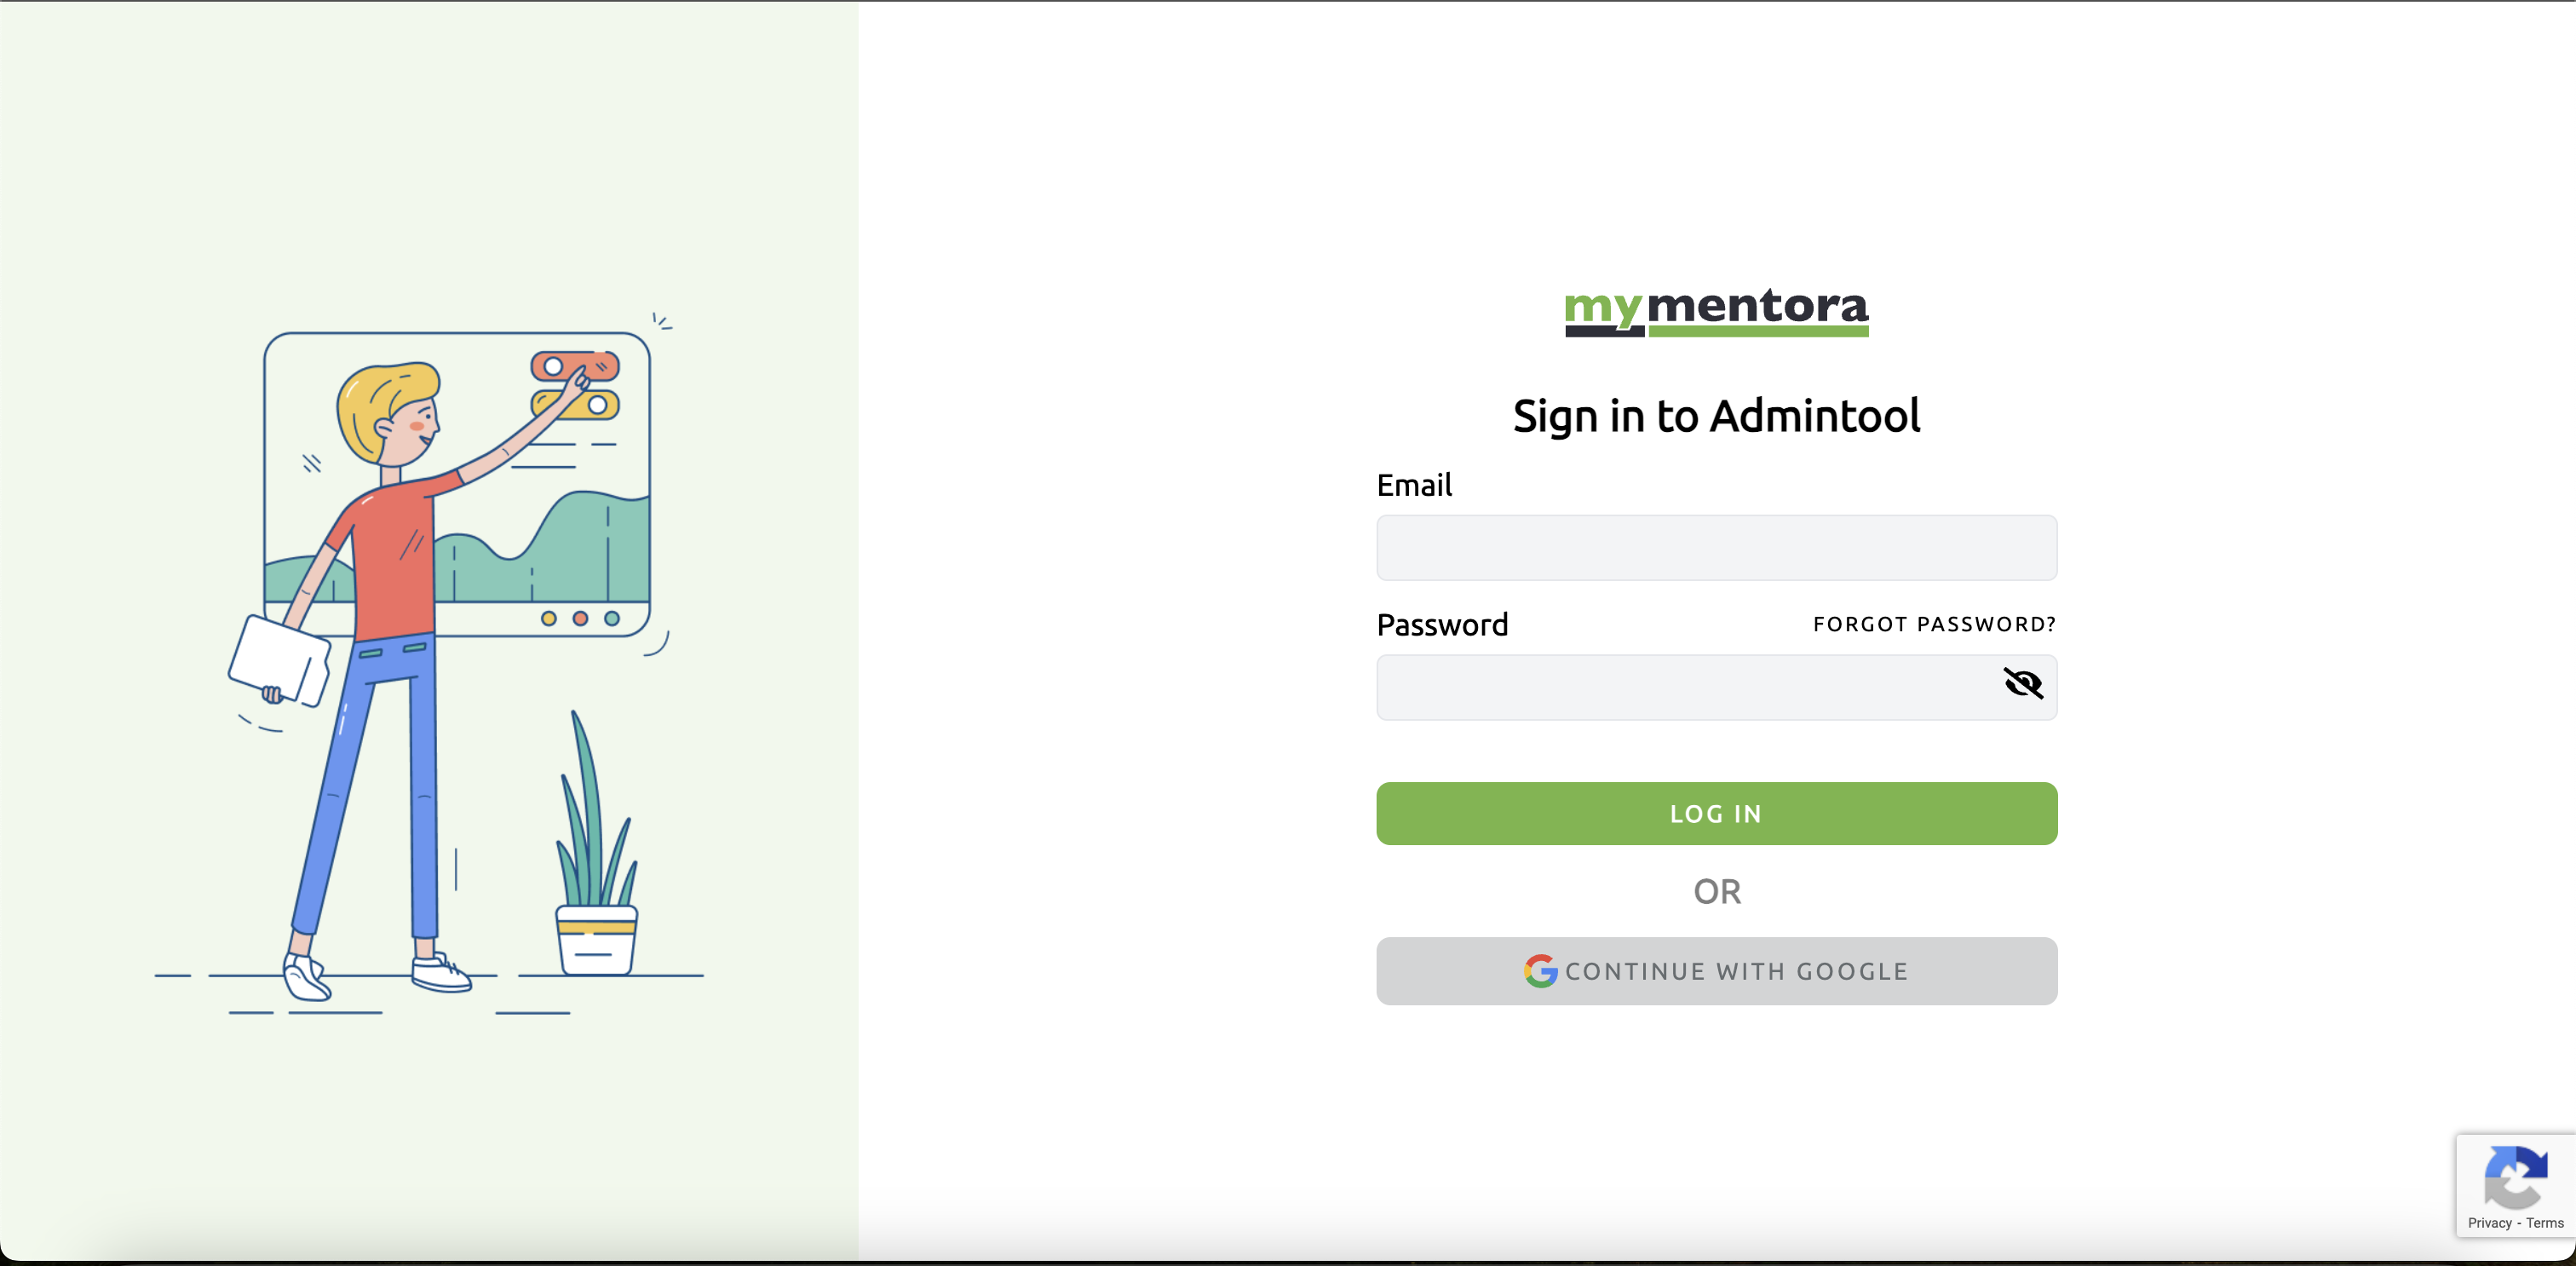 mymentora
Sign in to Admintool
Email
Password
FORGOT PASSWORD?
LOG IN
OR
CONTINUE WITH GOOGLE
Privacy - Terms